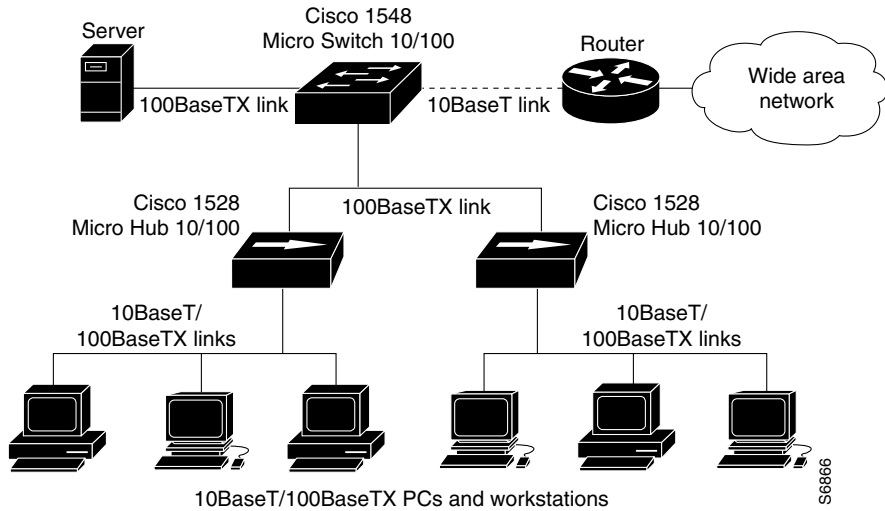 Cisco 1548
Micro Switch 10/100
Server
Router
Wide area
network
100BaseTX link
10BaseT link
Cisco 1528
Micro Hub 10/100
100BaseTX link
Cisco 1528
Micro Hub 10/100
10BaseT/
100BaseTX links
10BaseT/
100BaseTX links
10BaseT/100BaseTX PCs and workstations
S6866